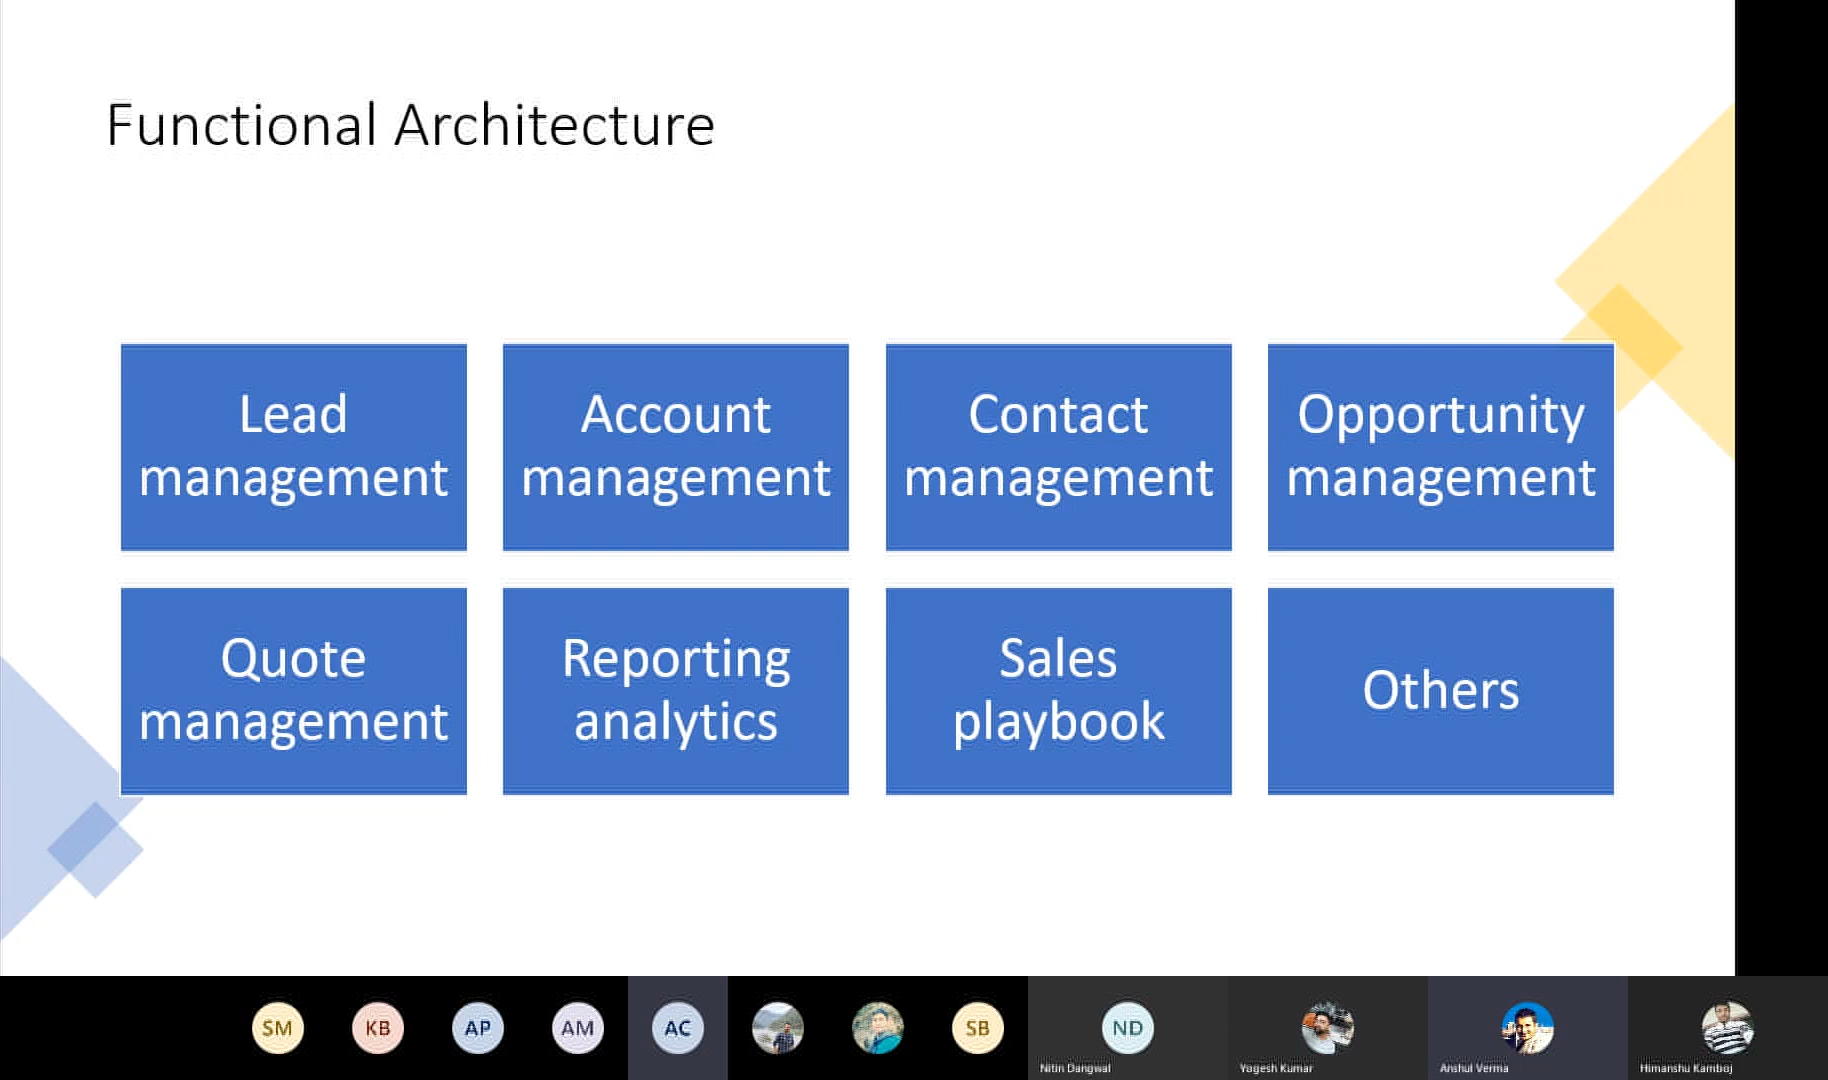 Functional Architecture
Lead
management
Account
management
Contact
management
Opportunity
management
Quote
management
Reporting
analytics
Sales
playbook
Others
SM
KB
AP
AM
AC
SB
ND
Nitin Dangwal
Yogesh Kumar
Anshul Verma
Himanshu Kamboj